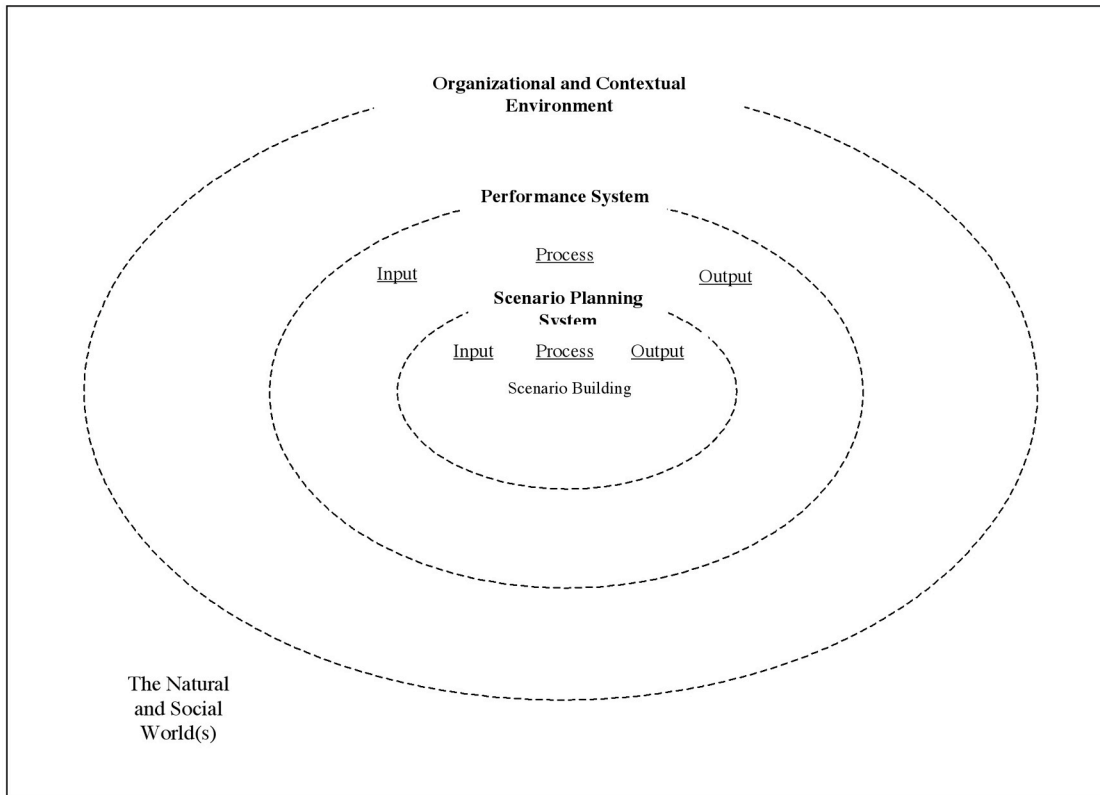 Organizational and Contextual
Environment
Performance System
Process
Input
Output
Scenario Planning
System
Input Process Output
Scenario Building
The Natural
and Social
World(s)